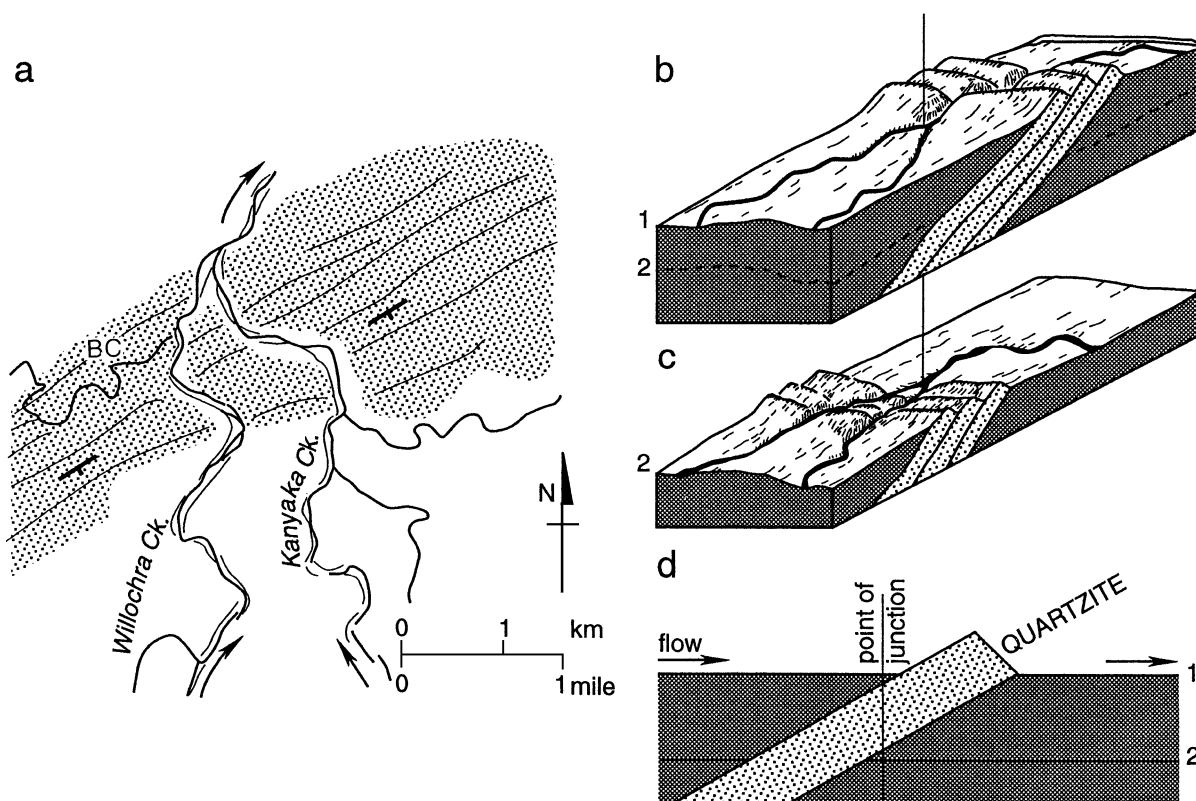 a
BC
Willochra Ck.
Kanyaka Ck.
N
0 1 km
0 1 mile
b
1
2
c
2
d
flow
point of
junction
QUARTZITE
1
2